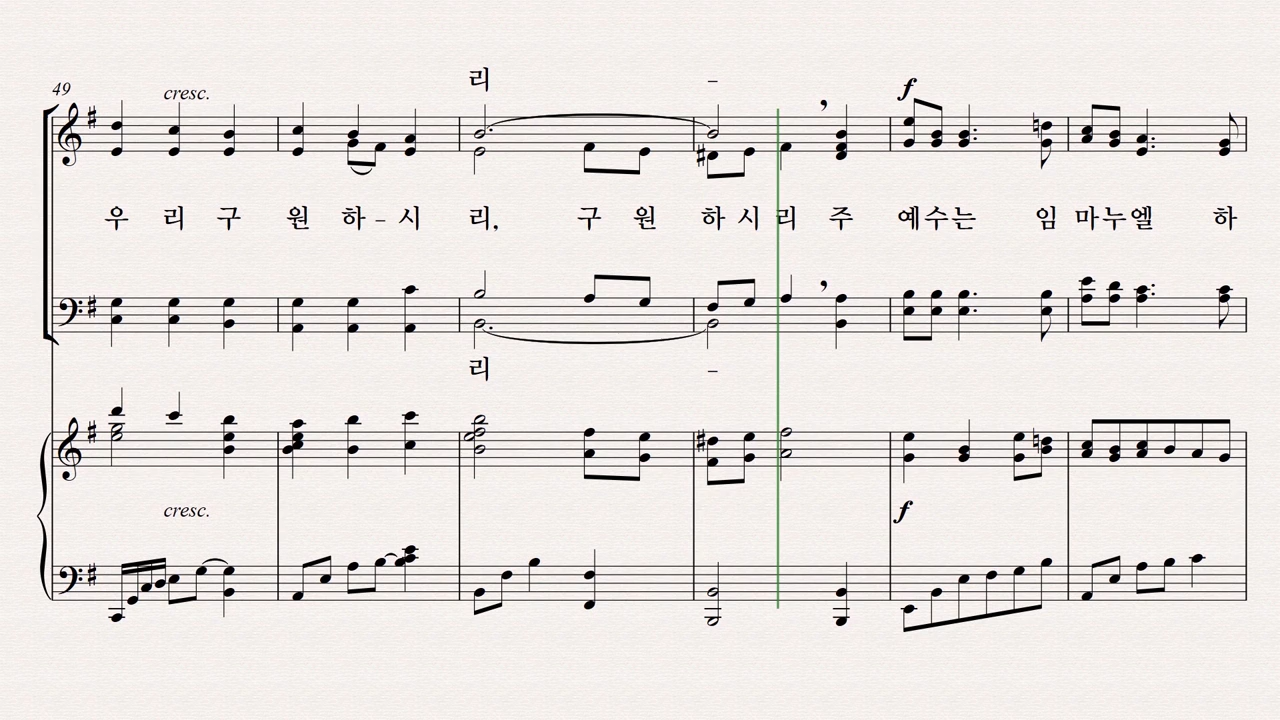 리 –
49 cresc. f
우 리 구 원 하 – 시 리, 구 원 하 시 리 주 예수는 임 마누엘 하
리 –
cresc. f